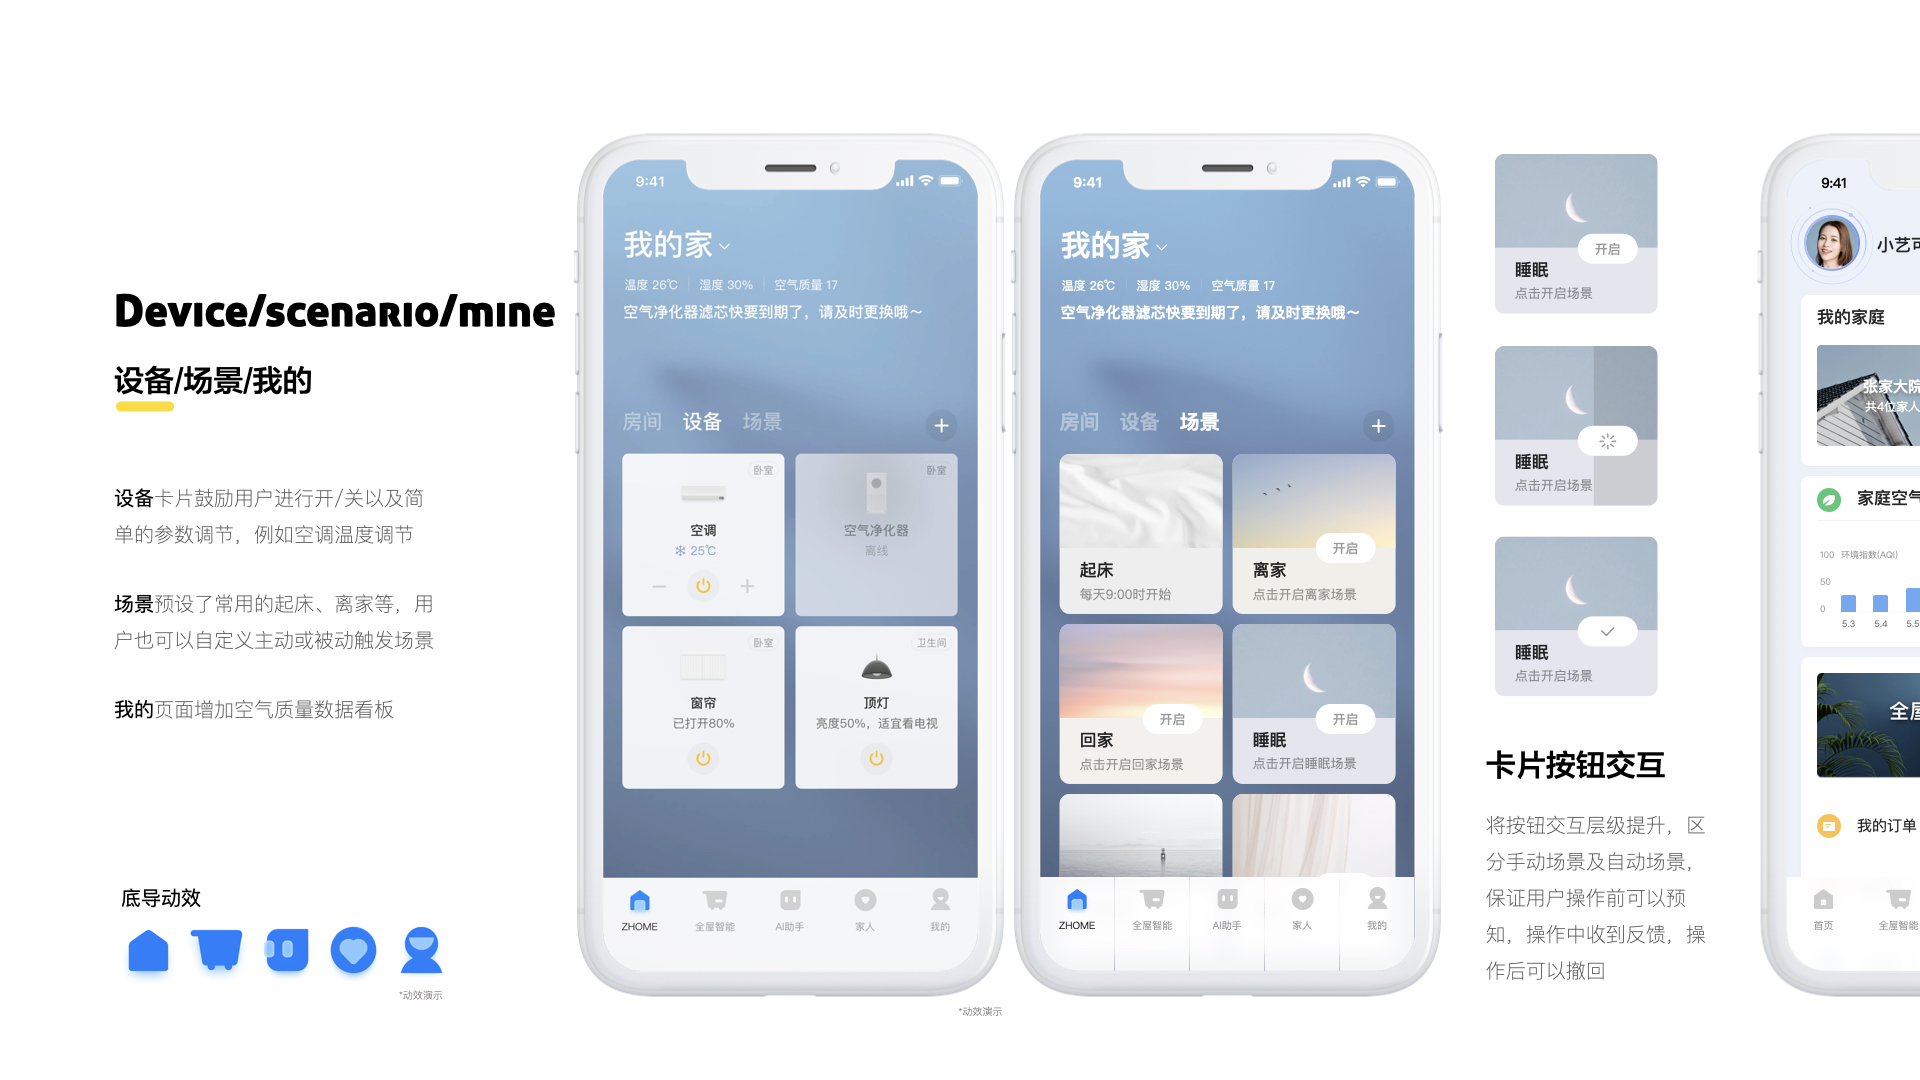 Device/scenario/mine
设备/场景/我的
设备卡片鼓励用户进行开/关以及简
单的参数调节，例如空调温度调节
场景预设了常用的起床、离家等，用
户也可以自定义主动或被动触发场景
我的页面增加空气质量数据看板
底导动效
*动效演示
9:41
我的家
温度 26℃ 湿度 30% 空气质量 17
空气净化器滤芯快要到期了，请及时更换哦～
房间 设备 场景
卧室
空调
25℃
卧室
空气净化器
离线
卧室
窗帘
已打开80%
卫生间
顶灯
亮度50%，适宜看电视
ZHOME 全屋智能 AI助手 家人 我的
*动效演示
9:41
我的家
温度 26℃ 湿度 30% 空气质量 17
空气净化器滤芯快要到期了，请及时更换哦～
房间 设备 场景
起床
每天9:00时开始
开启
离家
点击开启离家场景
开启
回家
点击开启回家场景
开启
睡眠
点击开启睡眠场景
ZHOME 全屋智能 AI助手 家人 我的
开启
睡眠
点击开启场景
睡眠
点击开启场景
睡眠
点击开启场景
卡片按钮交互
将按钮交互层级提升，区
分手动场景及自动场景，
保证用户操作前可以预
知，操作中收到反馈，操
作后可以撤回
9:41
小艺可
我的家庭
张家大院
共4位家人
家庭空气
100 环境指数(AQI)
50
0
5.3 5.4 5.5
全屋
我的订单
首页 全屋智能